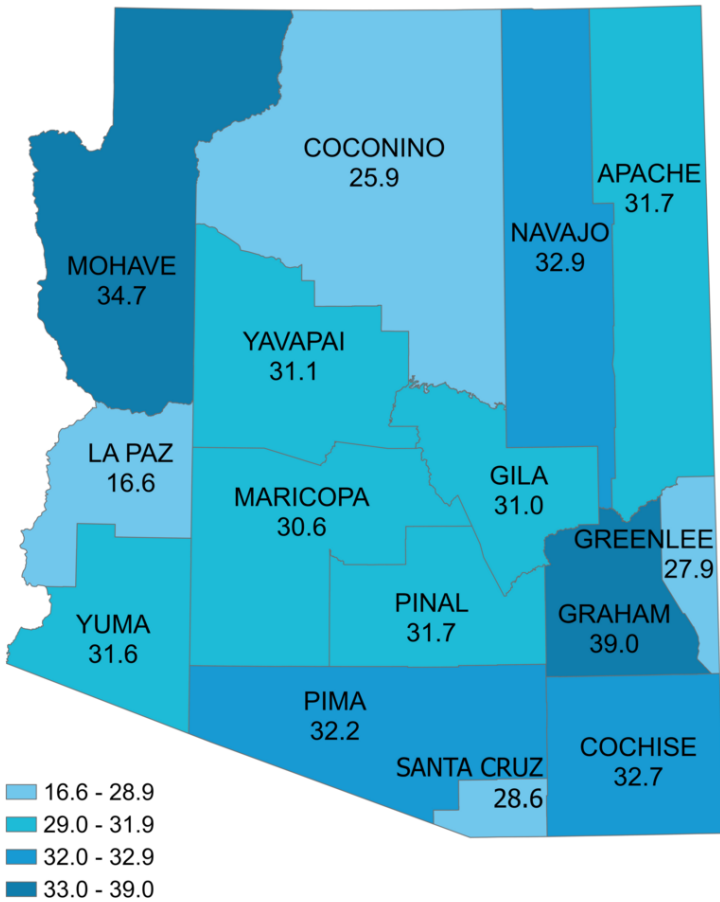 COCONINO
25.9
APACHE
31.7
NAVAJO
32.9
MOHAVE
34.7
YAVAPAI
31.1
LA PAZ
16.6
GILA
31.0
MARICOPA
30.6
GREENLEE
27.9
PINAL
31.7
GRAHAM
39.0
YUMA
31.6
PIMA
32.2
COCHISE
32.7
SANTA CRUZ
28.6
16.6 - 28.9
29.0 - 31.9
32.0 - 32.9
33.0 - 39.0